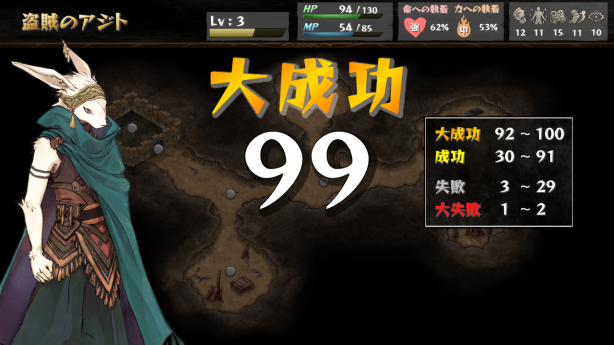 盗賊のアジト
Lv : 3
HP 94 / 130
MP 54 / 85
命への執着 力への執着
強 62% 中 53%
12 11 15 11 10
大成功
99
大成功 92 ~ 100
成功 30 ~ 91
失敗 3 ~ 29
大失敗 1 ~ 2